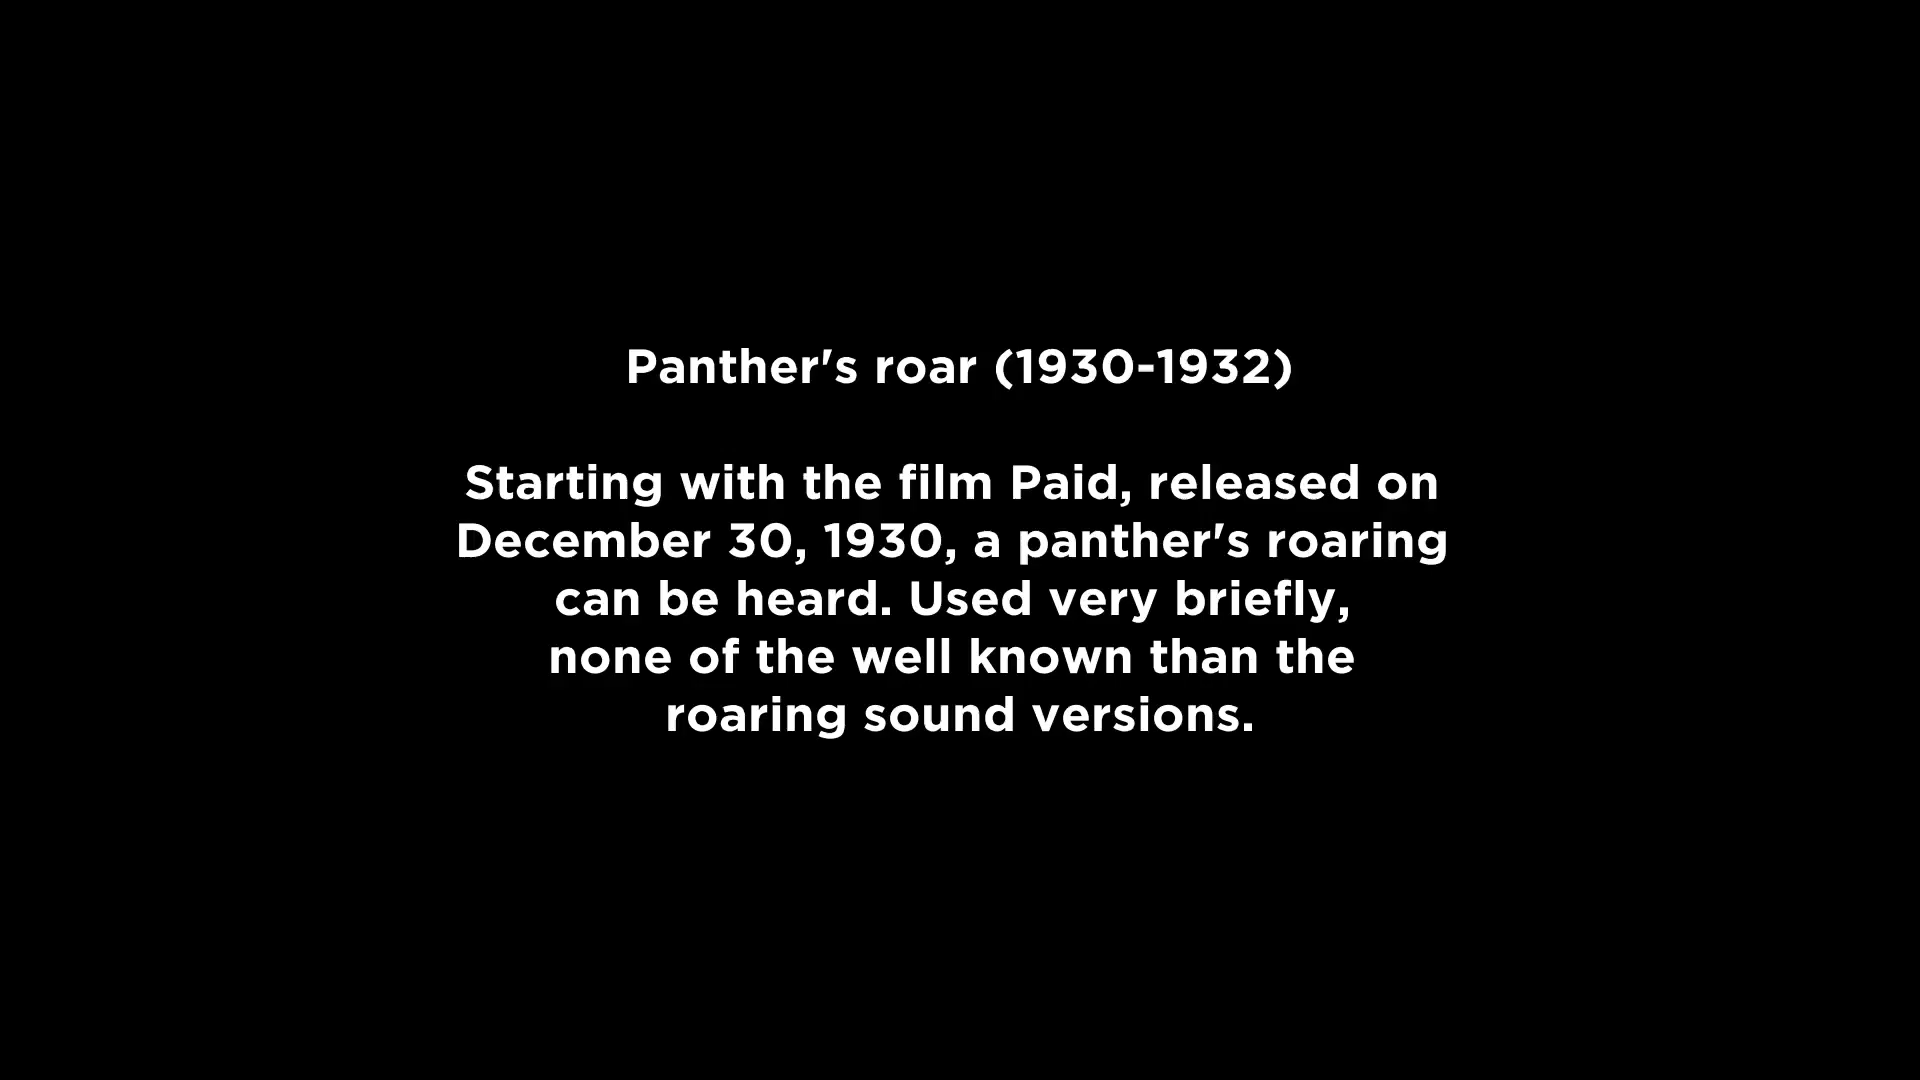 Panther's roar (1930-1932)
Starting with the film Paid, released on
December 30, 1930, a panther's roaring
can be heard. Used very briefly,
none of the well known than the
roaring sound versions.